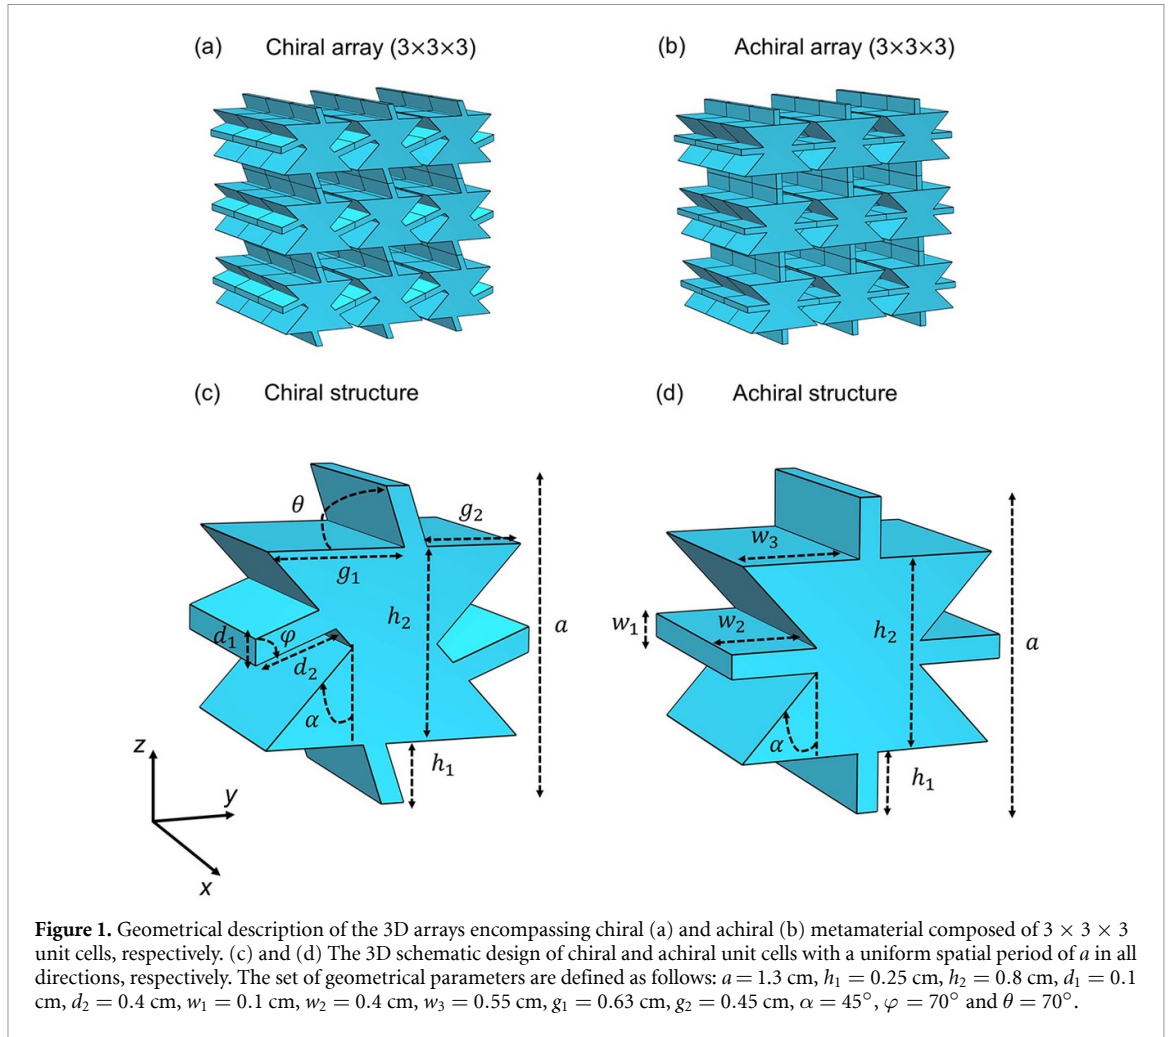 (a) Chiral array (3×3×3)
(b) Achiral array (3×3×3)
(c) Chiral structure
(d) Achiral structure
θ
g₂
g₁
h₂
a
d₁
φ
d₂
α
h₁
z
y
x
w₃
w₁
w₂
h₂
a
α
h₁
Figure 1. Geometrical description of the 3D arrays encompassing chiral (a) and achiral (b) metamaterial composed of 3 × 3 × 3
unit cells, respectively. (c) and (d) The 3D schematic design of chiral and achiral unit cells with a uniform spatial period of a in all
directions, respectively. The set of geometrical parameters are defined as follows: a = 1.3 cm, h₁ = 0.25 cm, h₂ = 0.8 cm, d₁ = 0.1
cm, d₂ = 0.4 cm, w₁ = 0.1 cm, w₂ = 0.4 cm, w₃ = 0.55 cm, g₁ = 0.63 cm, g₂ = 0.45 cm, α = 45°, φ = 70° and θ = 70°.